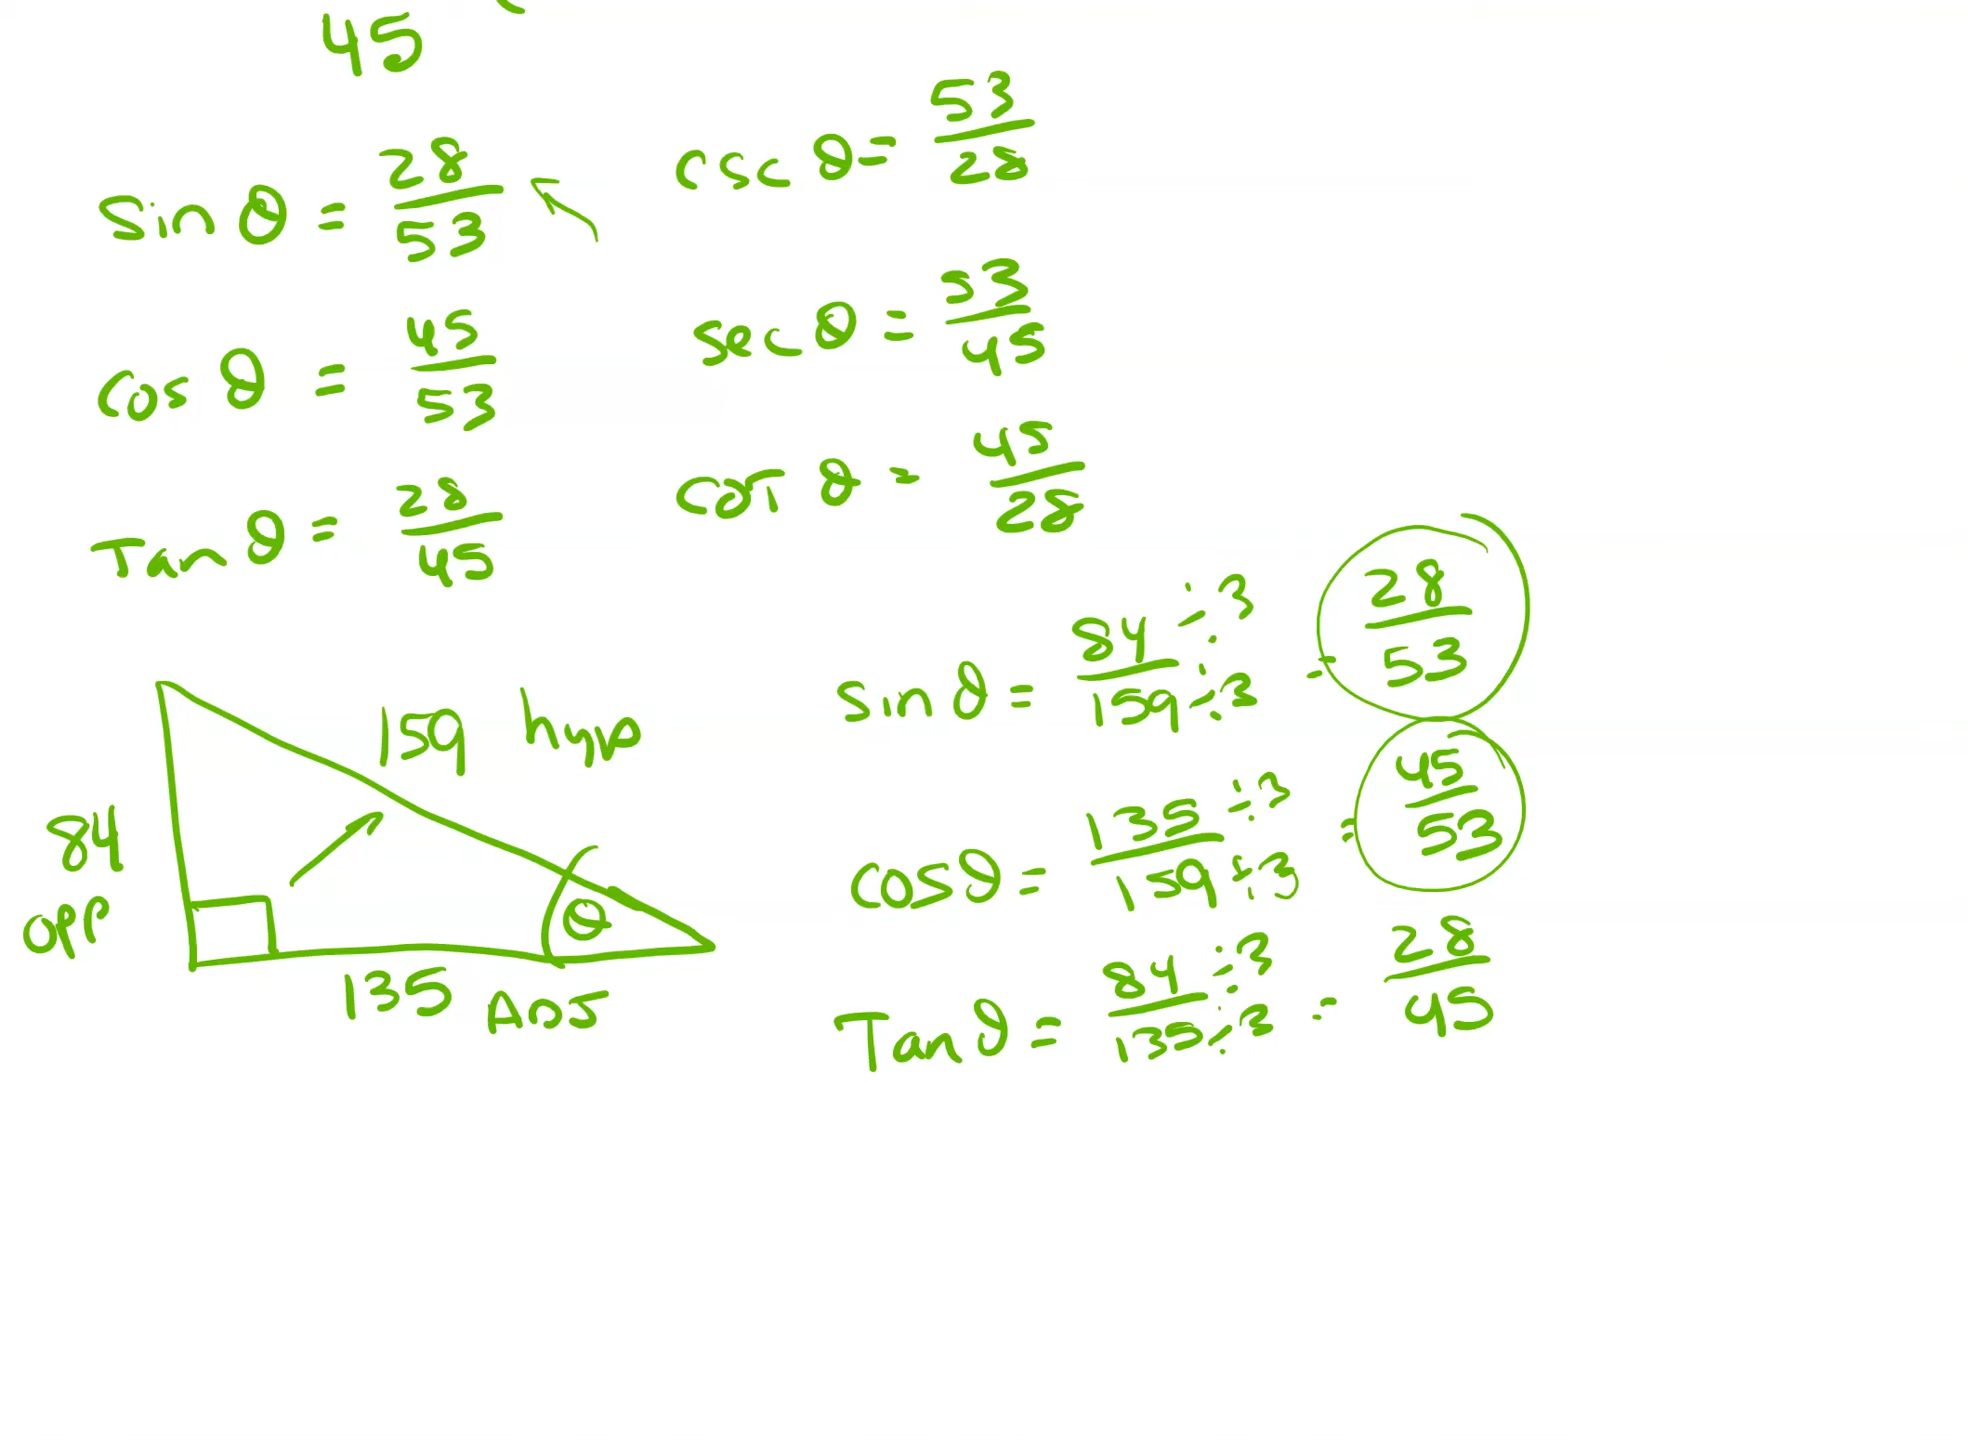 45
sin θ = 28/53
csc θ = 53/28
cos θ = 45/53
sec θ = 53/45
Tan θ = 28/45
cot θ = 45/28
159 hyp
84
opp
θ
135 ADJ
sin θ = 84 ÷ 3 / 159 ÷ 3 = 28/53
cos θ = 135 ÷ 3 / 159 ÷ 3 = 45/53
Tan θ = 84 ÷ 3 / 135 ÷ 3 = 28/45